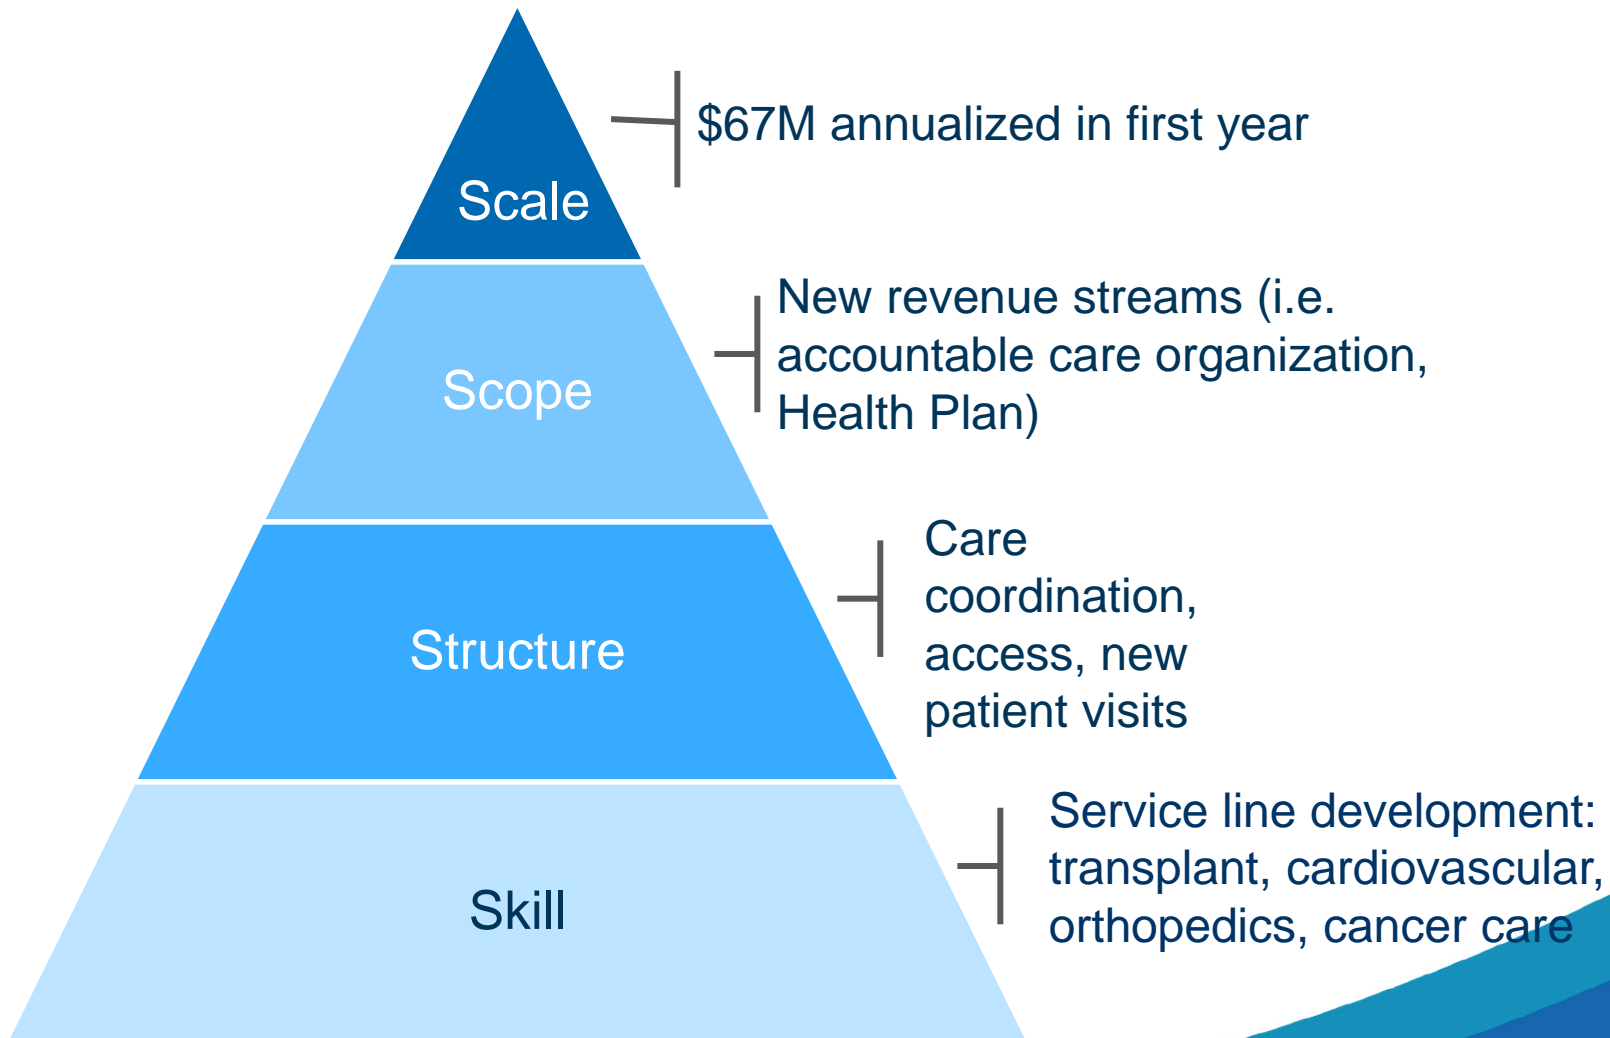 Scale
$67M annualized in first year
Scope
New revenue streams (i.e.
accountable care organization,
Health Plan)
Structure
Care
coordination,
access, new
patient visits
Skill
Service line development:
transplant, cardiovascular,
orthopedics, cancer care